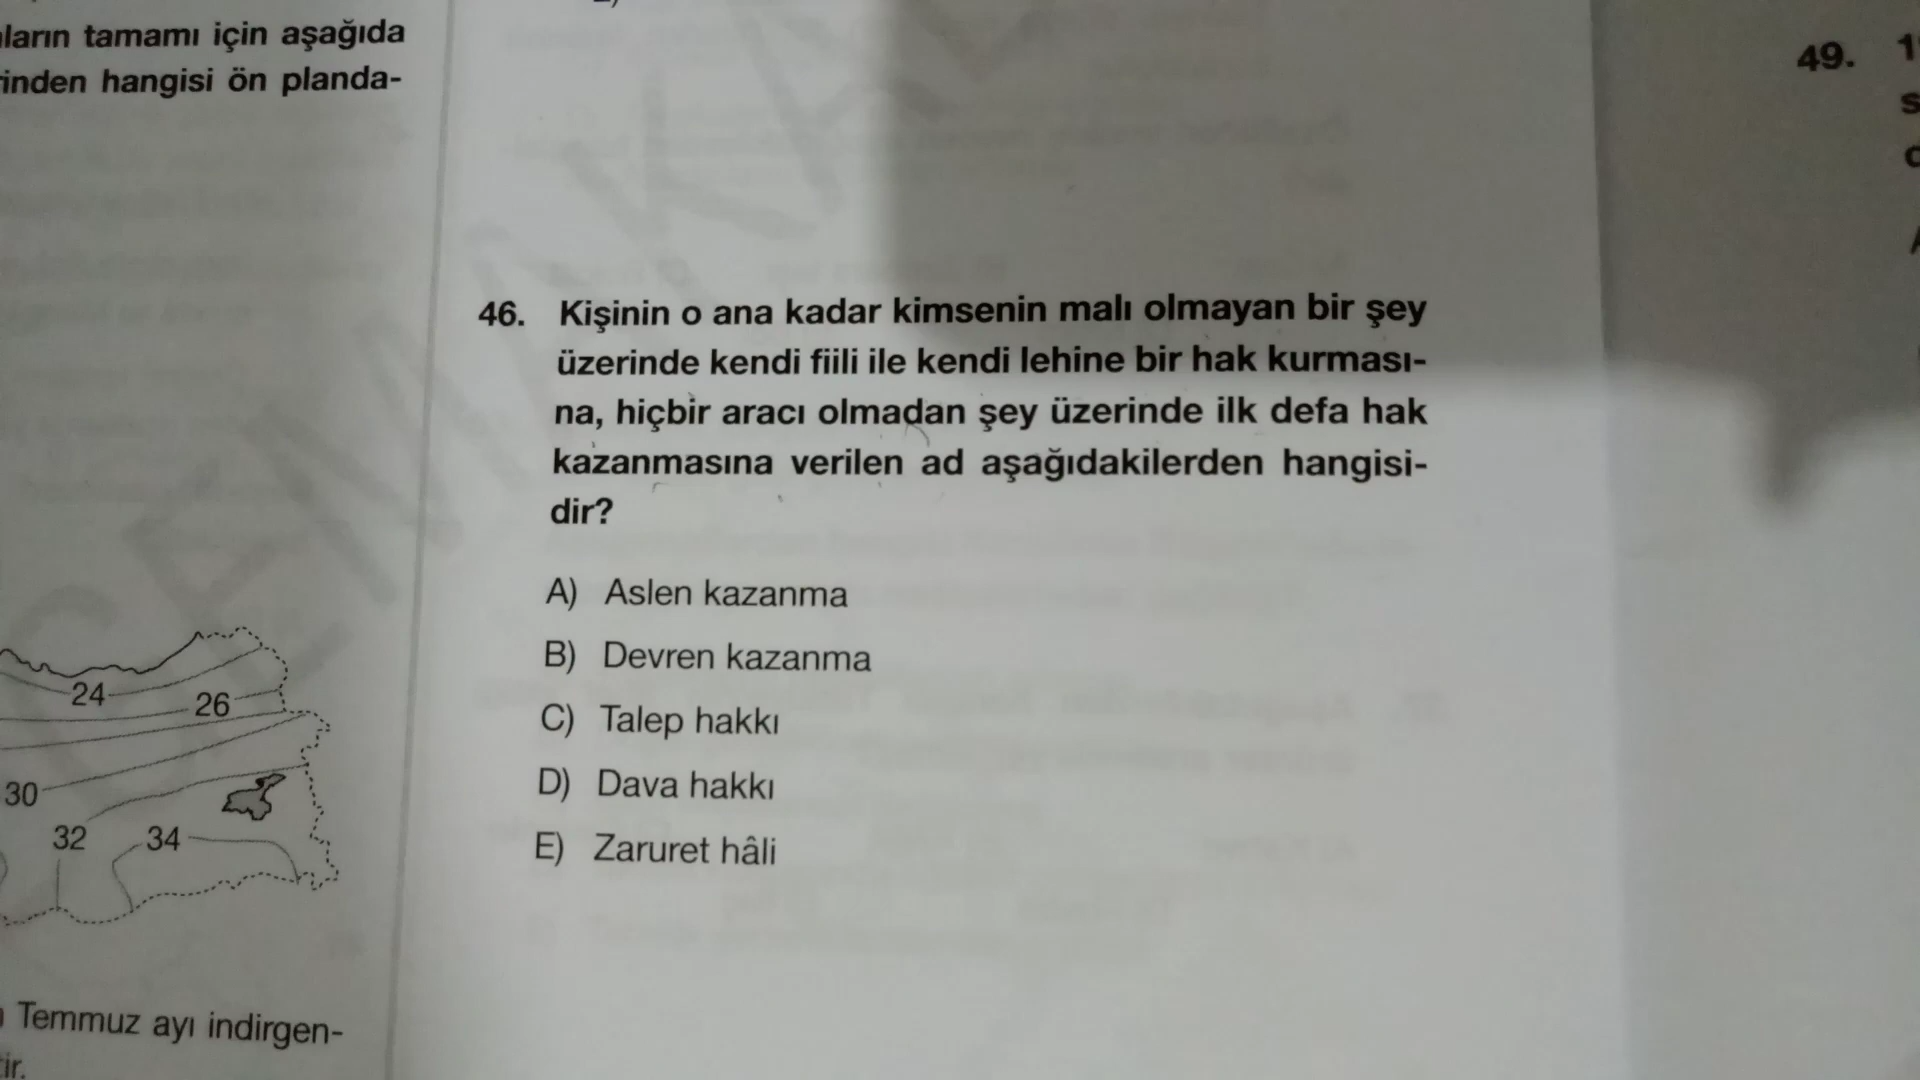 ların tamamı için aşağıda
inden hangisi ön planda-
24
26
30
32
34
Temmuz ayı indirgen-
ir.
46. Kişinin o ana kadar kimsenin malı olmayan bir şey
üzerinde kendi fiili ile kendi lehine bir hak kurması-
na, hiçbir aracı olmadan şey üzerinde ilk defa hak
kazanmasına verilen ad aşağıdakilerden hangisi-
dir?
A) Aslen kazanma
B) Devren kazanma
C) Talep hakkı
D) Dava hakkı
E) Zaruret hâli
49.